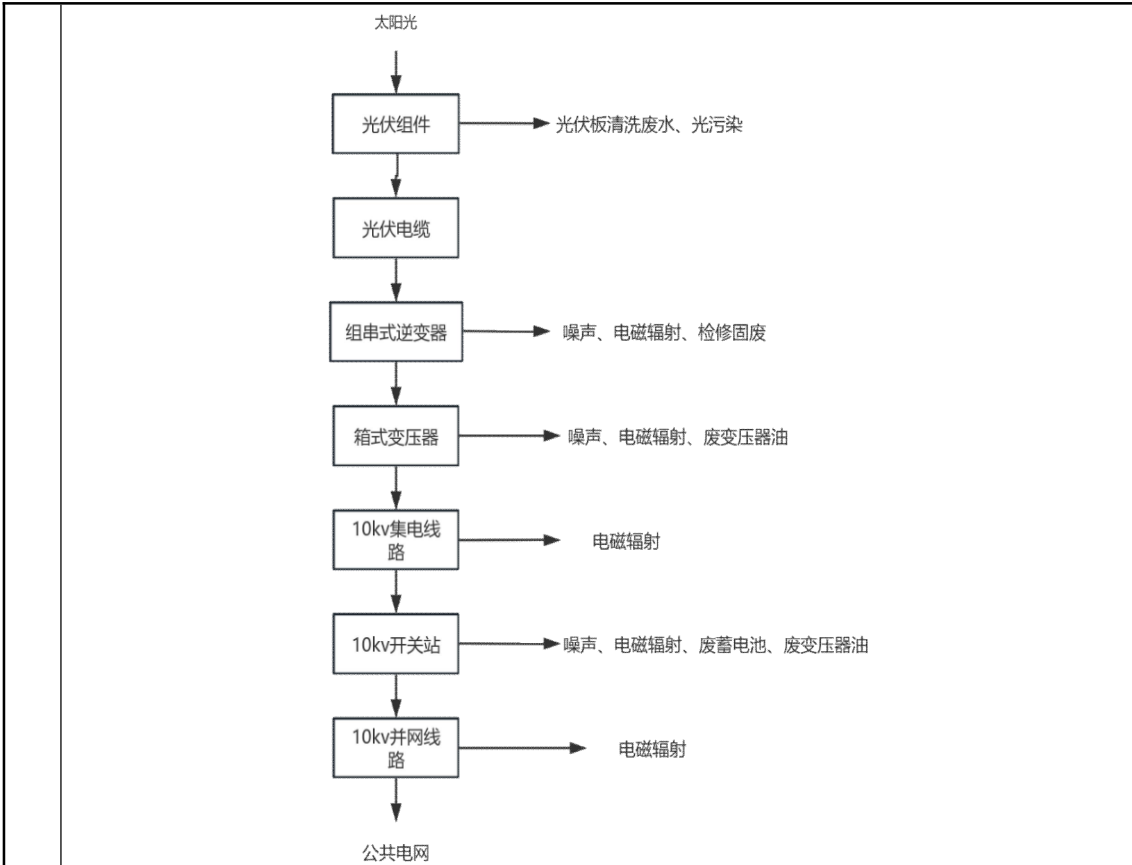 太阳光
光伏组件
光伏板清洗废水、光污染
光伏电缆
组串式逆变器
噪声、电磁辐射、检修固废
箱式变压器
噪声、电磁辐射、废变压器油
10kv集电线
路
电磁辐射
10kv开关站
噪声、电磁辐射、废蓄电池、废变压器油
10kv并网线
路
电磁辐射
公共电网